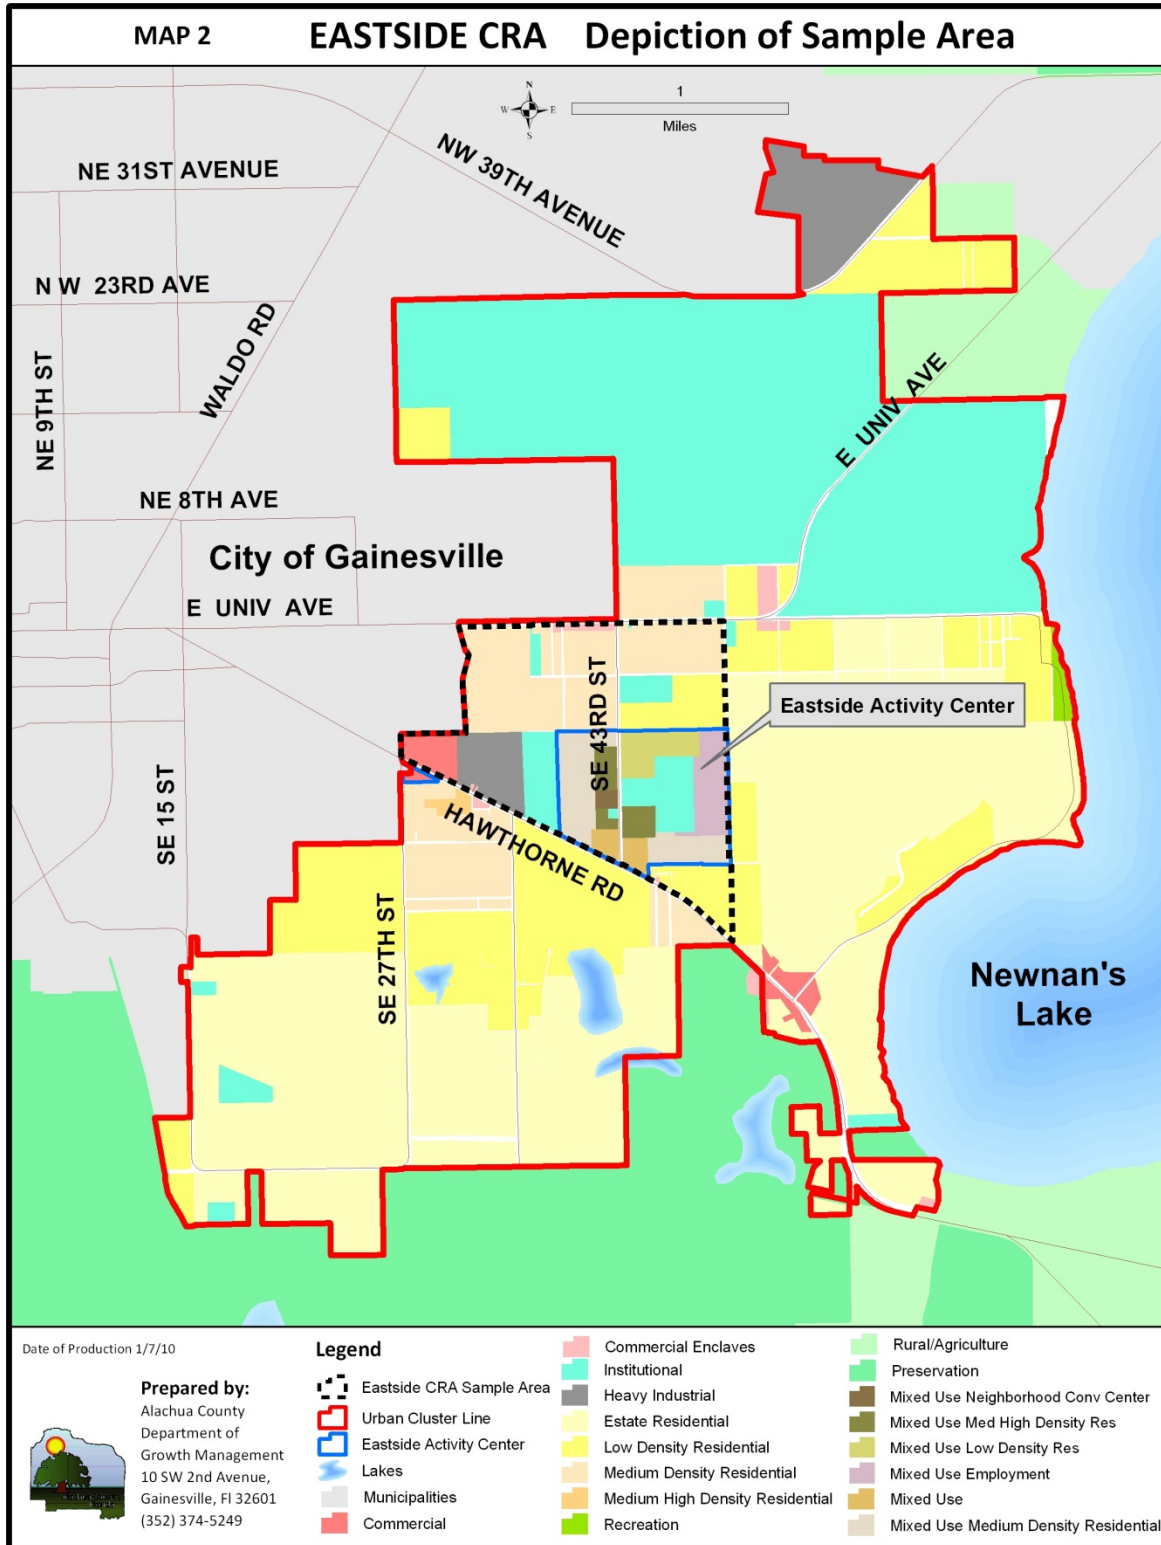 MAP 2
EASTSIDE CRA Depiction of Sample Area
N
W E
S
1
Miles
NE 31ST AVENUE
NW 39TH AVENUE
N W 23RD AVE
WALDO RD
NE 9TH ST
E UNIV AVE
NE 8TH AVE
City of Gainesville
E UNIV AVE
SE 43RD ST
Eastside Activity Center
SE 15 ST
HAWTHORNE RD
SE 27TH ST
Newnan's
Lake
Date of Production 1/7/10
Prepared by:
Alachua County
Department of
Growth Management
10 SW 2nd Avenue,
Gainesville, Fl 32601
(352) 374-5249
Legend
Eastside CRA Sample Area
Urban Cluster Line
Eastside Activity Center
Lakes
Municipalities
Commercial
Commercial Enclaves
Institutional
Heavy Industrial
Estate Residential
Low Density Residential
Medium Density Residential
Medium High Density Residential
Recreation
Rural/Agriculture
Preservation
Mixed Use Neighborhood Conv Center
Mixed Use Med High Density Res
Mixed Use Low Density Res
Mixed Use Employment
Mixed Use
Mixed Use Medium Density Residential